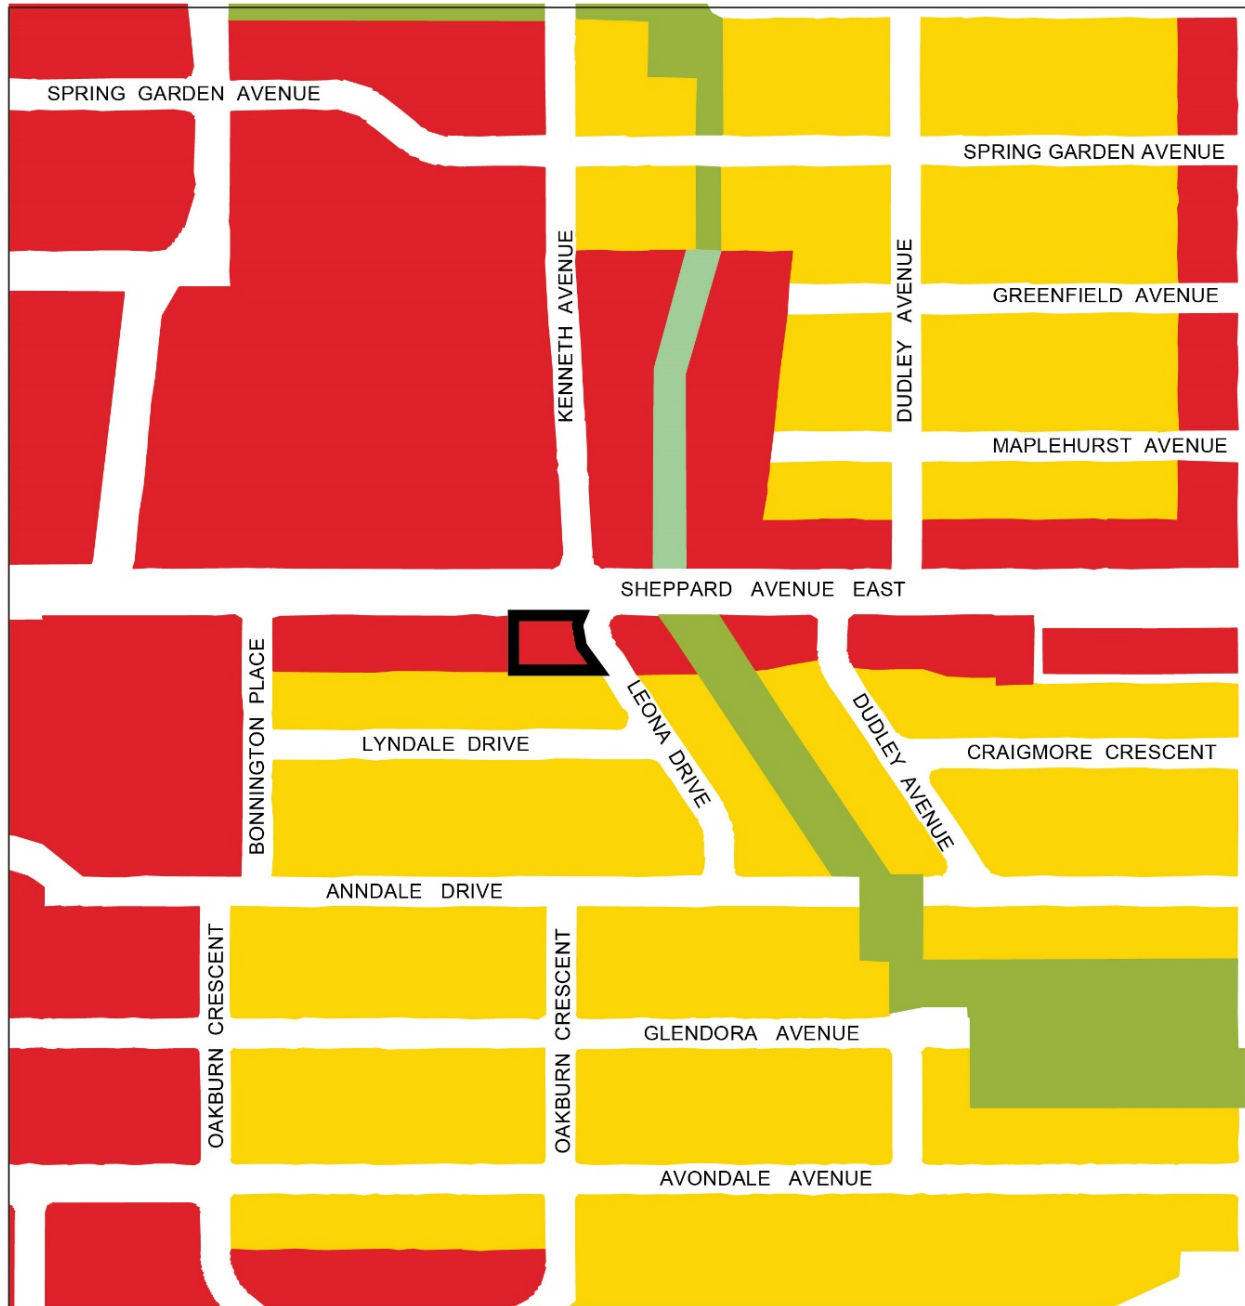 SPRING GARDEN AVENUE
SPRING GARDEN AVENUE
KENNETH AVENUE
DUDLEY AVENUE
GREENFIELD AVENUE
MAPLEHURST AVENUE
SHEPPARD AVENUE EAST
BONNINGTON PLACE
LEONA DRIVE
DUDLEY AVENUE
LYNDALE DRIVE
CRAIGMORE CRESCENT
ANNDALE DRIVE
OAKBURN CRESCENT
OAKBURN CRESCENT
GLENDORA AVENUE
AVONDALE AVENUE